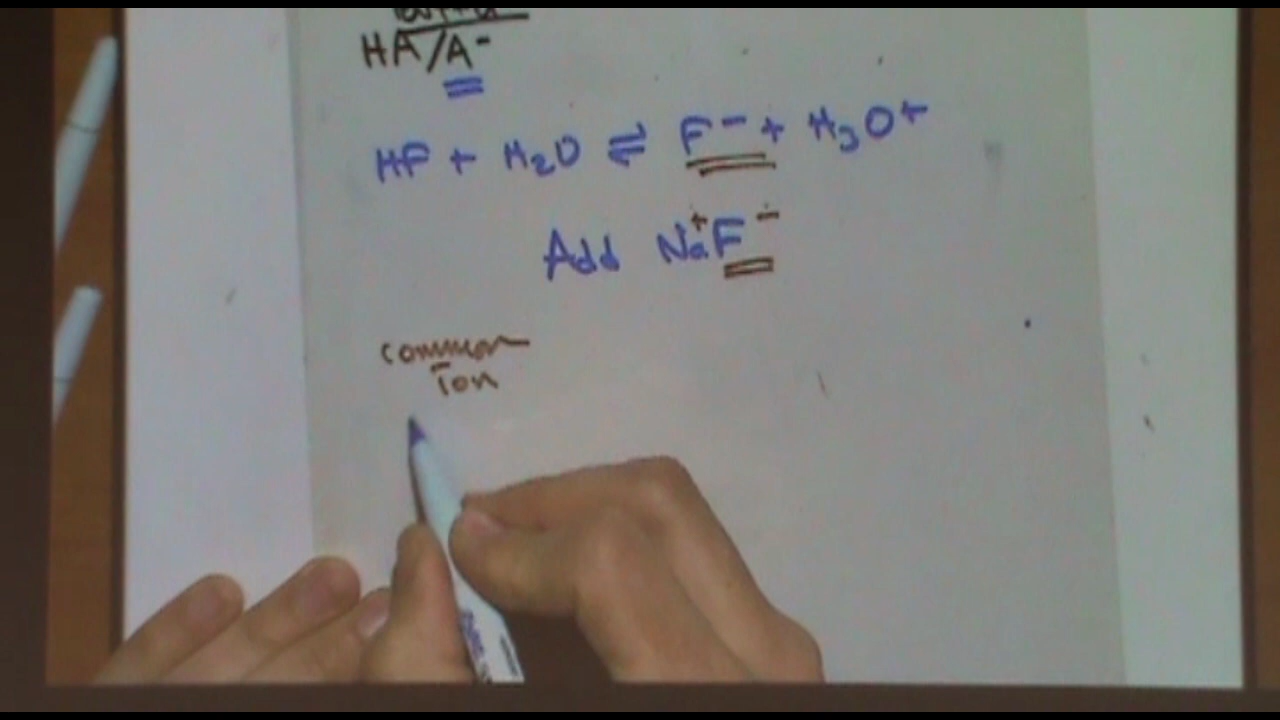 HA/A-
HF + H2O ⇌ F- + H3O+
Add Na+F-
common
ion